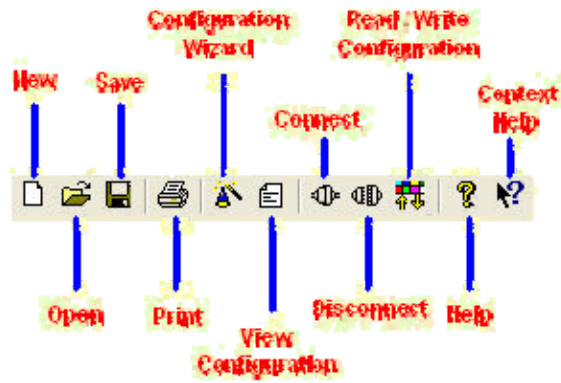 Configuration
Wizard
Read / Write
Configuration
New
Save
Connect
Context
Help
Open
Print
View
Configuration
Disconnect
Help